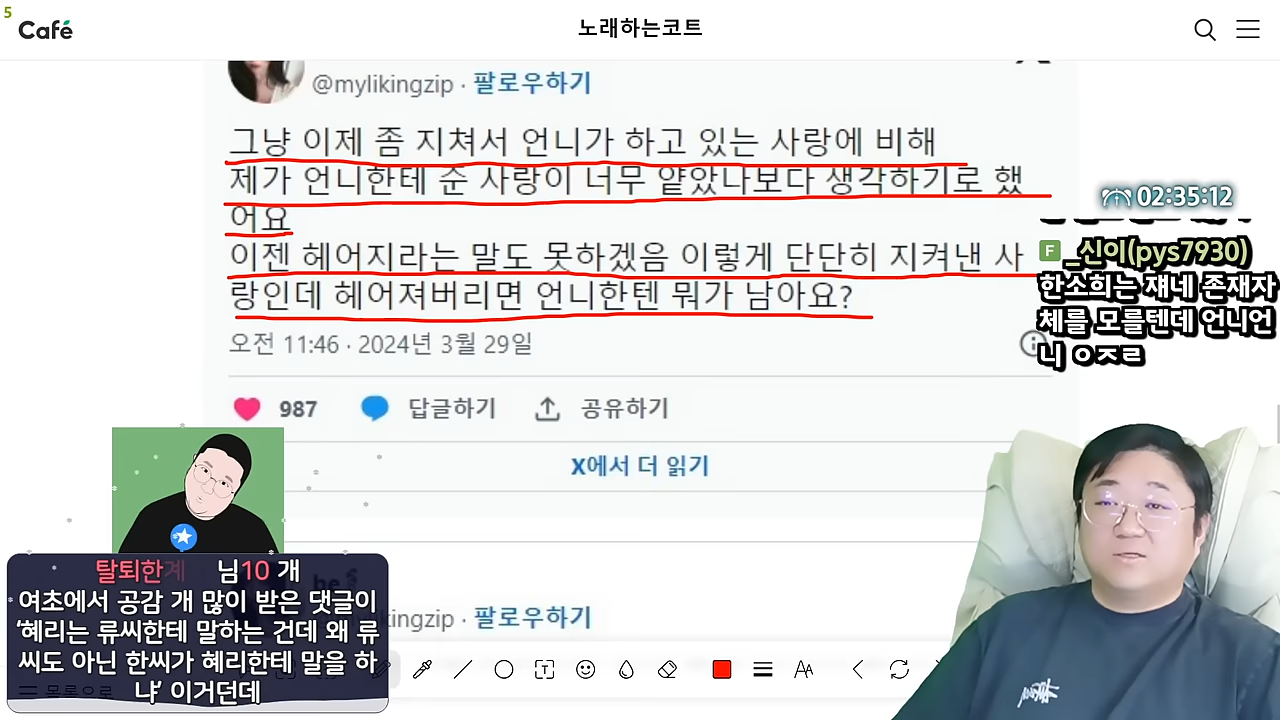 5
Café
노래하는코트
@mylikingzip · 팔로우하기
그냥 이제 좀 지쳐서 언니가 하고 있는 사랑에 비해
제가 언니한테 준 사랑이 너무 얕았나보다 생각하기로 했
어요
이젠 헤어지라는 말도 못하겠음 이렇게 단단히 지켜낸 사
랑인데 헤어져버리면 언니한텐 뭐가 남아요?
오전 11:46 · 2024년 3월 29일
987 답글하기 공유하기
X에서 더 읽기
kingzip · 팔로우하기
02:35:12
F _신이(pys7930)
한소희는 쟤네 존재자
체를 모를텐데 언니언
니 ㅇㅈㄹ
탈퇴한계 님10 개
여초에서 공감 개 많이 받은 댓글이
‘혜리는 류씨한테 말하는 건데 왜 류
씨도 아닌 한씨가 혜리한테 말을 하
냐’ 이거던데
목록으로
T
AA